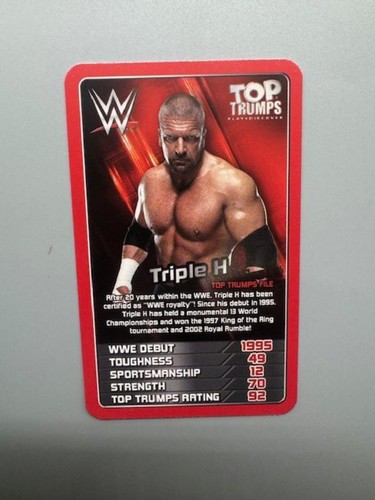 W
TOP
TRUMPS
PLAY&DISCOVER
Triple H
TOP TRUMPS FILE
After 20 years within the WWE, Triple H has been
certified as "WWE royalty"! Since his debut in 1995,
Triple H has held a monumental 13 World
Championships and won the 1997 King of the Ring
tournament and 2002 Royal Rumble!
WWE DEBUT 1995
TOUGHNESS 49
SPORTSMANSHIP 12
STRENGTH 70
TOP TRUMPS RATING 92